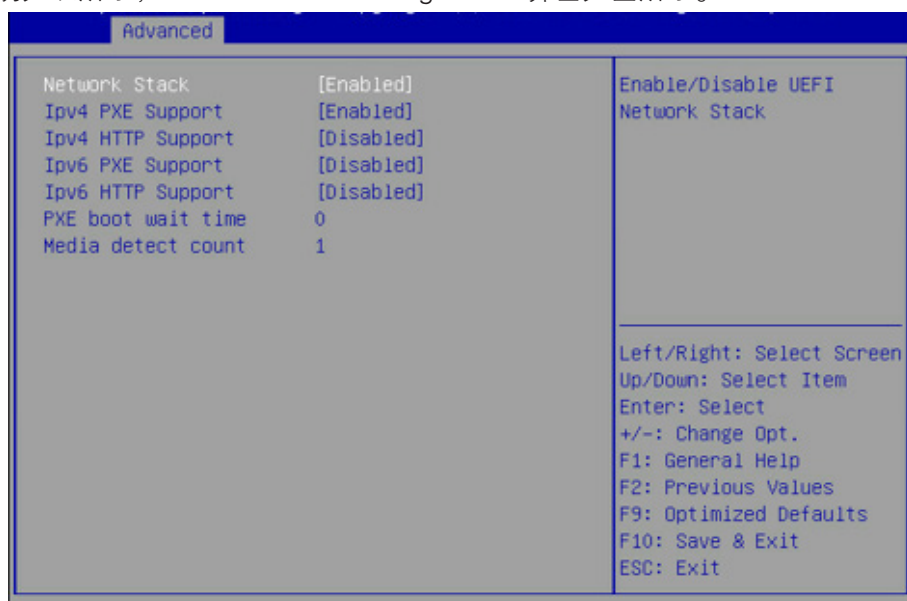 Advanced
Network Stack [Enabled]
Ipv4 PXE Support [Enabled]
Ipv4 HTTP Support [Disabled]
Ipv6 PXE Support [Disabled]
Ipv6 HTTP Support [Disabled]
PXE boot wait time 0
Media detect count 1
Enable/Disable UEFI
Network Stack
Left/Right: Select Screen
Up/Down: Select Item
Enter: Select
+/-: Change Opt.
F1: General Help
F2: Previous Values
F9: Optimized Defaults
F10: Save & Exit
ESC: Exit